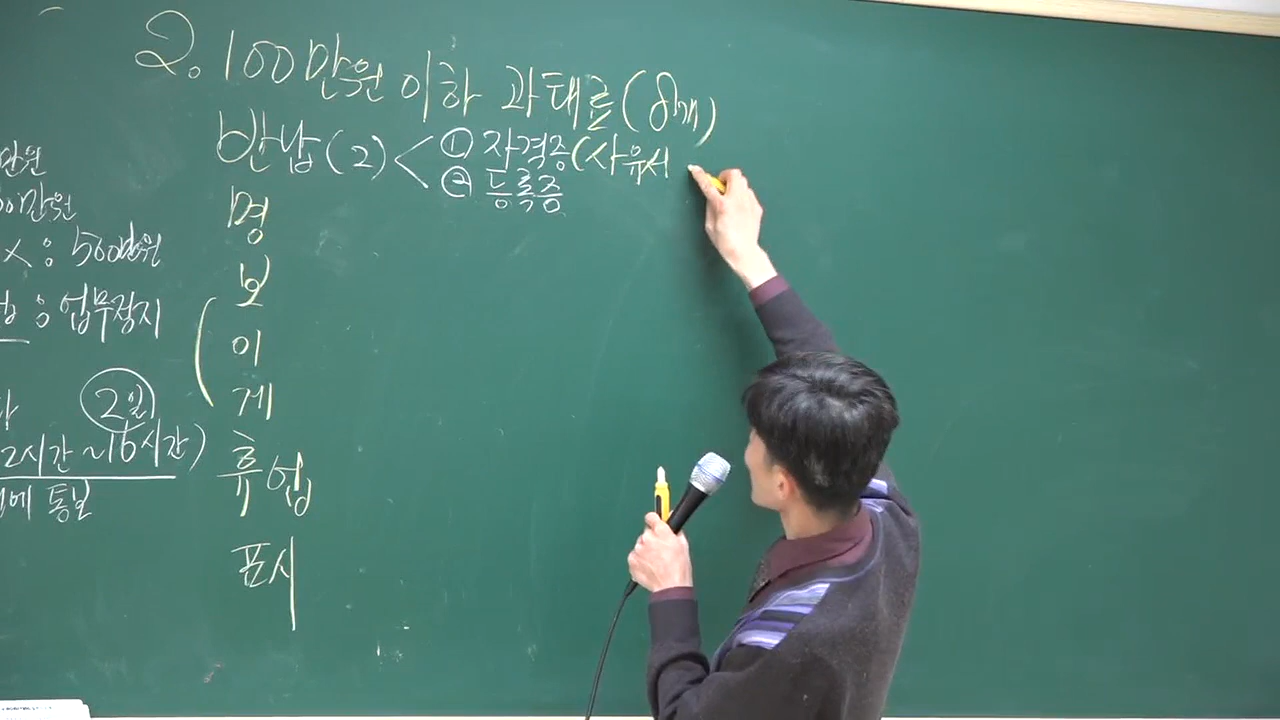 2. 100만원 이하 과태료(8개)
반납(2) < ① 자격증(사유서
② 등록증
명
보
이
게
휴업
표시
만원
만원
X : 500만원
: 업무정지
2일
2시간~16시간)
에 통보